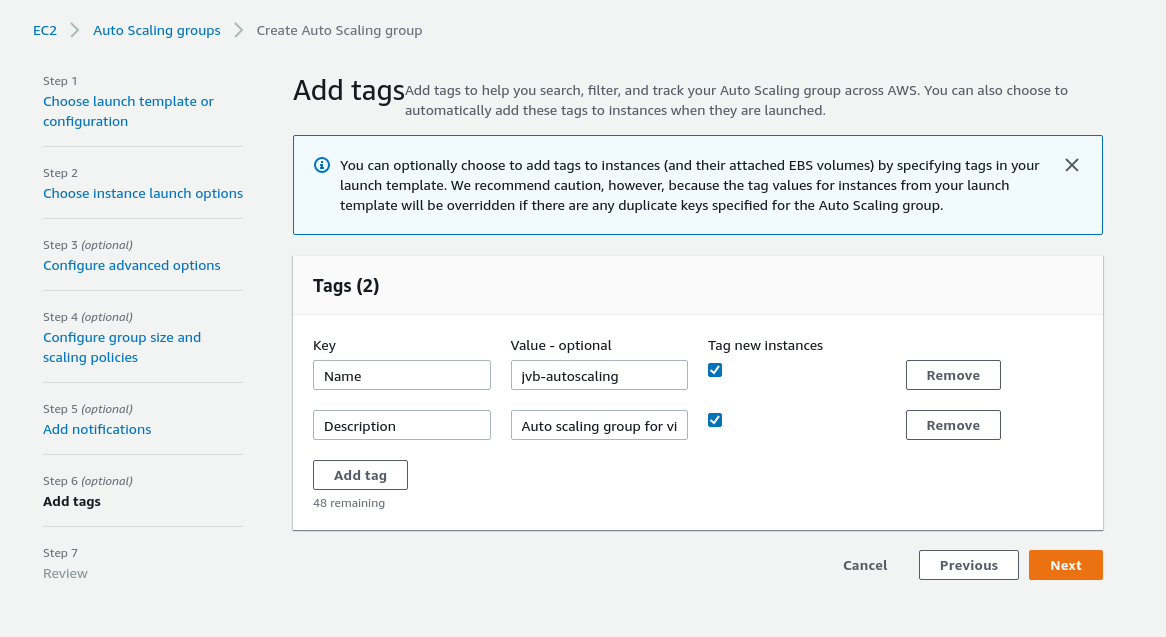 EC2 > Auto Scaling groups > Create Auto Scaling group
Step 1
Choose launch template or
configuration
Step 2
Choose instance launch options
Step 3 (optional)
Configure advanced options
Step 4 (optional)
Configure group size and
scaling policies
Step 5 (optional)
Add notifications
Step 6 (optional)
Add tags
Step 7
Review
Add tags
Add tags to help you search, filter, and track your Auto Scaling group across AWS. You can also choose to
automatically add these tags to instances when they are launched.
You can optionally choose to add tags to instances (and their attached EBS volumes) by specifying tags in your
launch template. We recommend caution, however, because the tag values for instances from your launch
template will be overridden if there are any duplicate keys specified for the Auto Scaling group.
Tags (2)
Key Value - optional Tag new instances
Name jvb-autoscaling Remove
Description Auto scaling group for vi Remove
Add tag
48 remaining
Cancel Previous Next